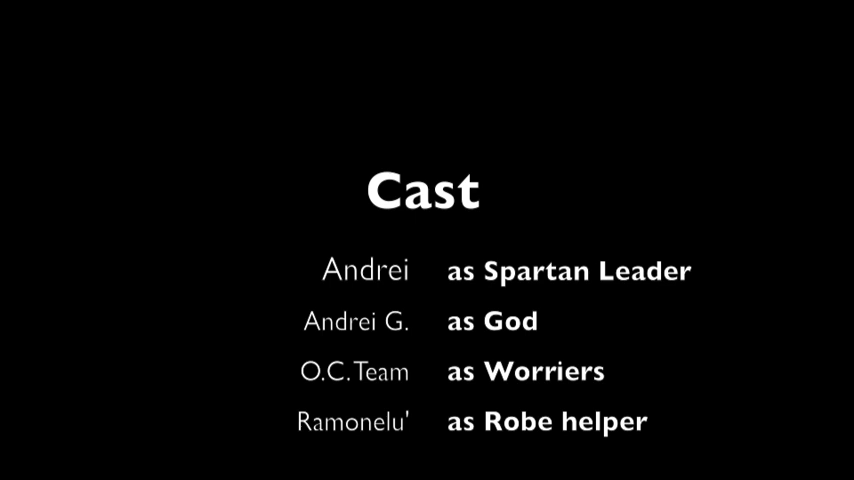 Cast
Andrei as Spartan Leader
Andrei G. as God
O.C. Team as Worriers
Ramonelu' as Robe helper